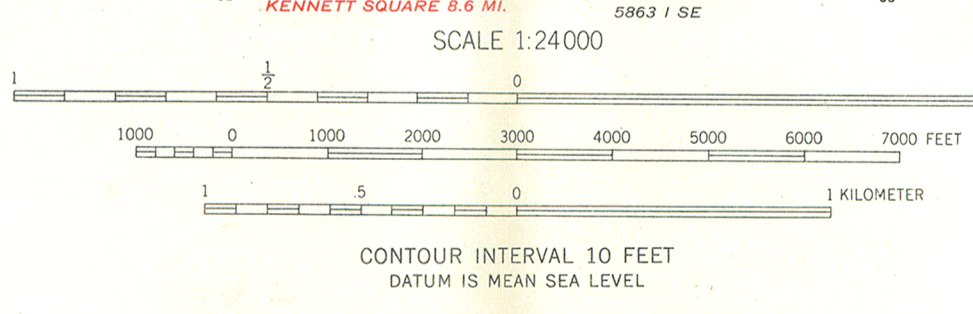 KENNETT SQUARE 8.6 MI.
5863 I SE
SCALE 1:24000
1 1/2 0
1000 0 1000 2000 3000 4000 5000 6000 7000 FEET
1 .5 0 1 KILOMETER
CONTOUR INTERVAL 10 FEET
DATUM IS MEAN SEA LEVEL